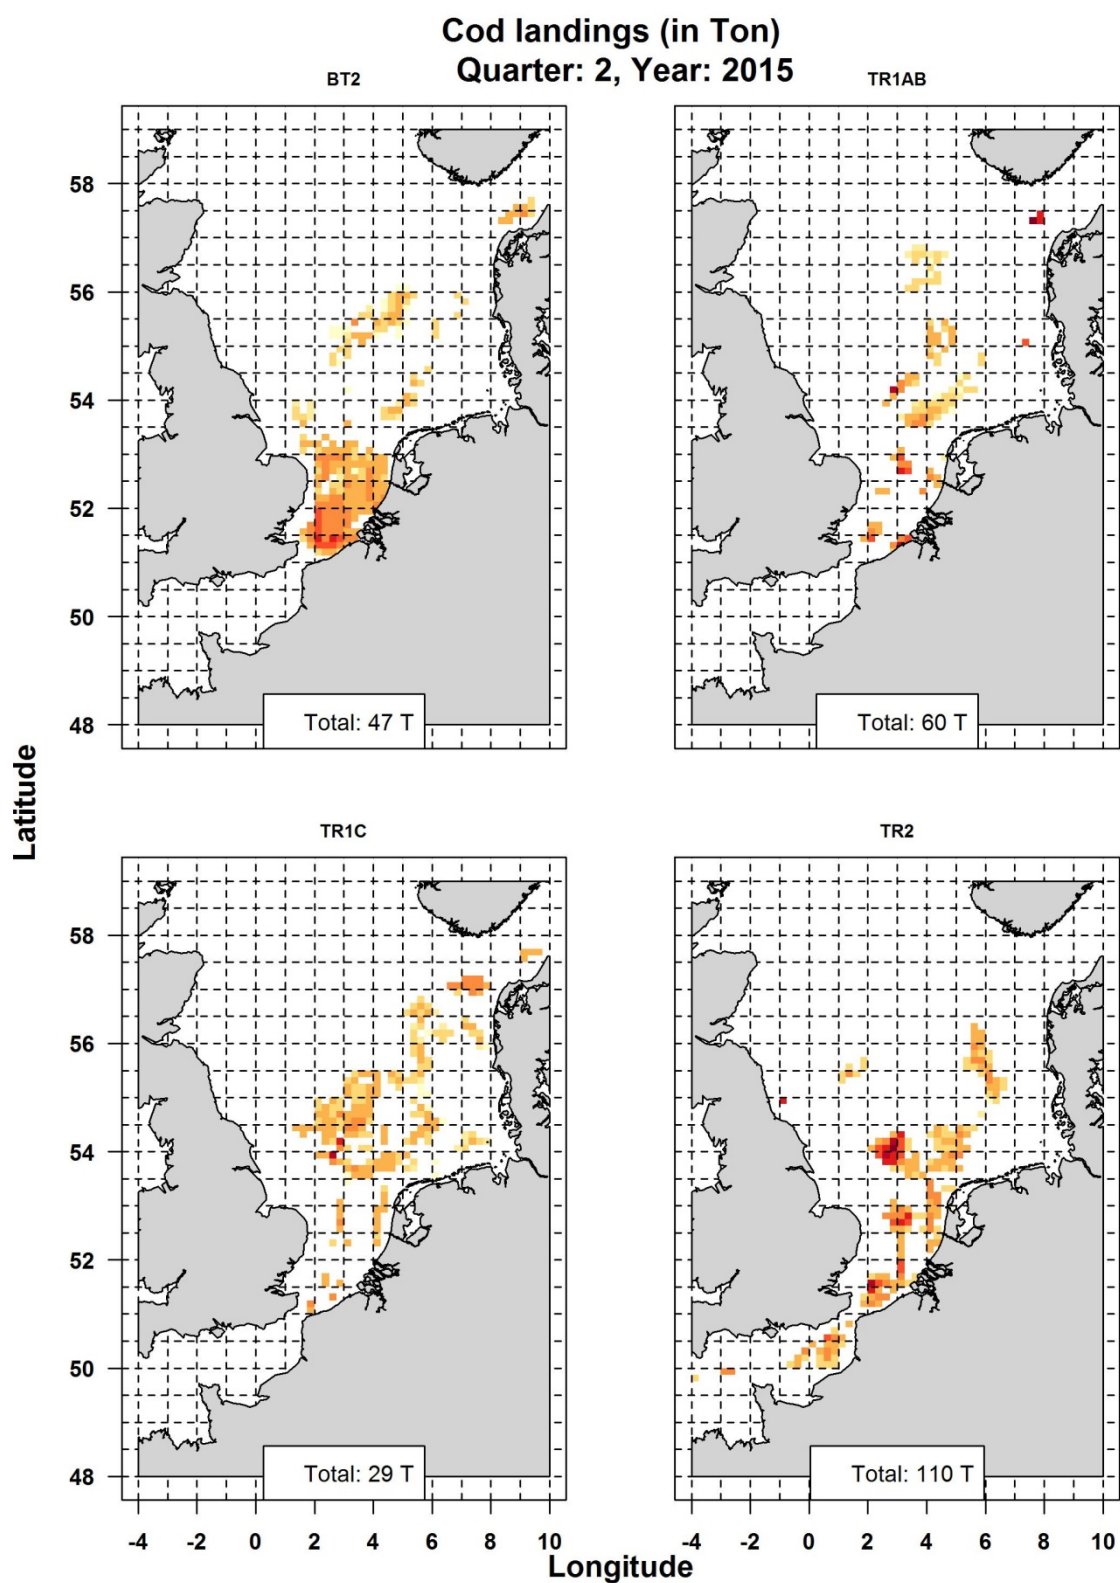 Cod landings (in Ton)
Quarter: 2, Year: 2015
BT2
TR1AB
58
56
54
52
50
48
Total: 47 T
Total: 60 T
Latitude
TR1C
TR2
58
56
54
52
50
48
Total: 29 T
Total: 110 T
-4 -2 0 2 4 6 8 10
-4 -2 0 2 4 6 8 10
Longitude